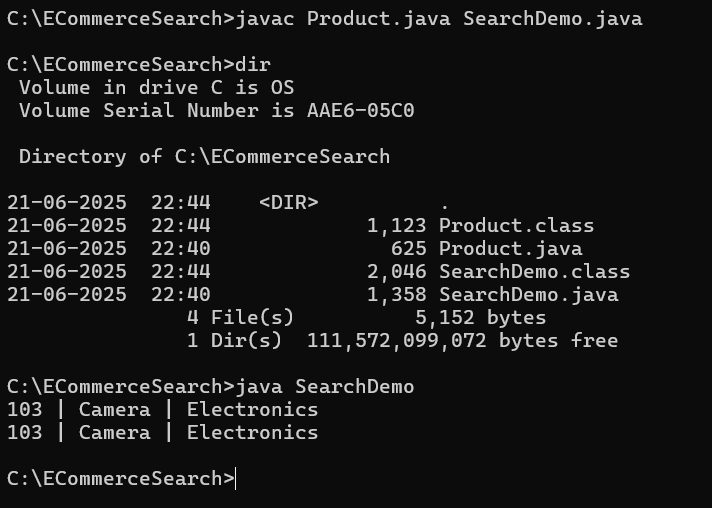 C:\ECommerceSearch>javac Product.java SearchDemo.java
C:\ECommerceSearch>dir
Volume in drive C is OS
Volume Serial Number is AAE6-05C0
Directory of C:\ECommerceSearch
21-06-2025  22:44    <DIR>          .
21-06-2025  22:44             1,123 Product.class
21-06-2025  22:40               625 Product.java
21-06-2025  22:44             2,046 SearchDemo.class
21-06-2025  22:40             1,358 SearchDemo.java
4 File(s)          5,152 bytes
1 Dir(s)  111,572,099,072 bytes free
C:\ECommerceSearch>java SearchDemo
103 | Camera | Electronics
103 | Camera | Electronics
C:\ECommerceSearch>